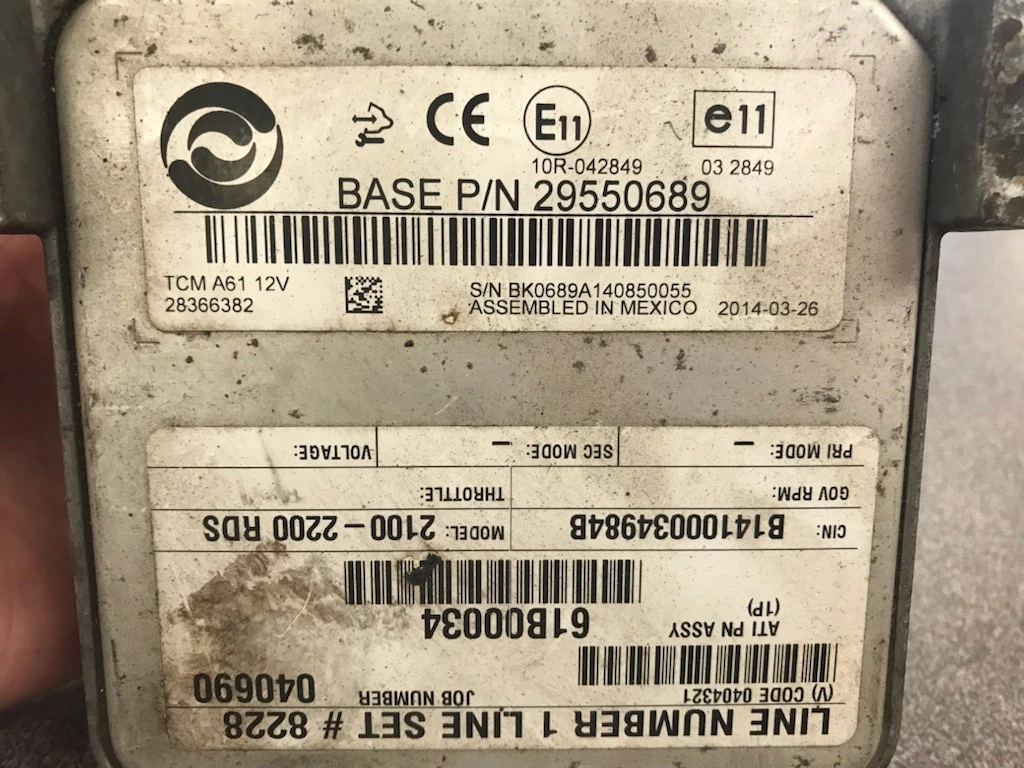 CE E11 e11
10R-042849 03 2849
BASE P/N 29550689
TCM A61 12V
28366382
S/N BK0689A140850055
ASSEMBLED IN MEXICO 2014-03-26
LINE NUMBER 1 LINE SET # 8228
(V) CODE 0404321 JOB NUMBER 040690
ATI PN ASSY 61B00034
(1P)
CIN: B14100034984B MODEL: 2100-2200 RDS
GOV RPM: THROTTLE:
PRI MODE: - SEC MODE: - VOLTAGE: